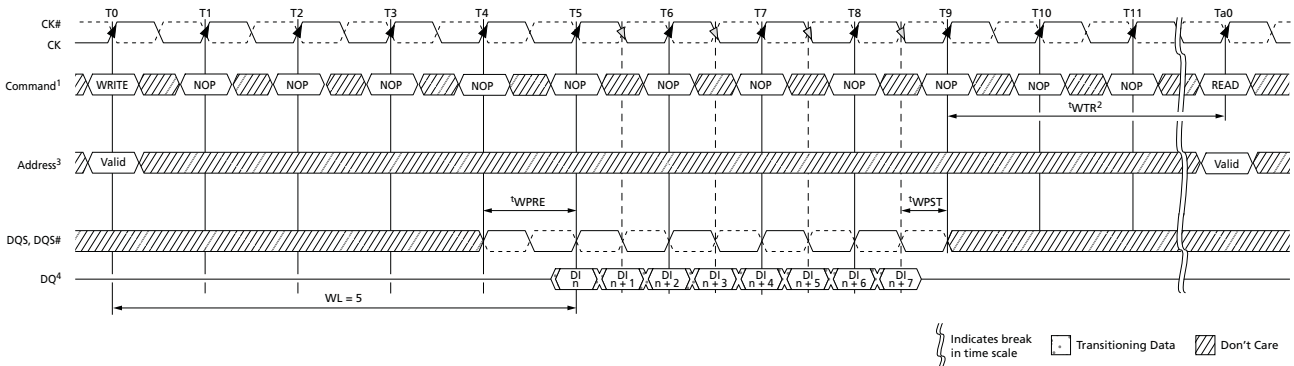 T0 T1 T2 T3 T4 T5 T6 T7 T8 T9 T10 T11 Ta0
CK#
CK
Command¹ WRITE NOP NOP NOP NOP NOP NOP NOP NOP NOP NOP NOP READ
tWTR²
Address³ Valid Valid
tWPRE tWPST
DQS, DQS#
DQ⁴ DI n DI n + 1 DI n + 2 DI n + 3 DI n + 4 DI n + 5 DI n + 6 DI n + 7
WL = 5
Indicates break
in time scale
Transitioning Data
Don't Care